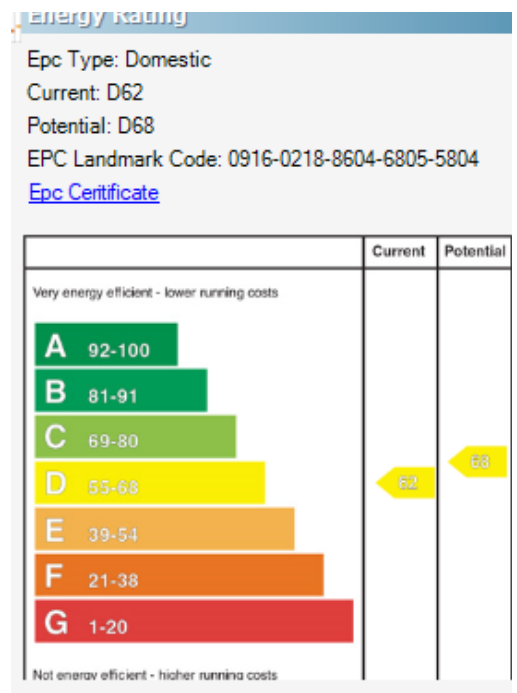 Energy Rating
Epc Type: Domestic
Current: D62
Potential: D68
EPC Landmark Code: 0916-0218-8604-6805-5804
Epc Ceritificate
Current Potential
Very energy efficient - lower running costs
A 92-100
B 81-91
C 69-80
68
D 55-68 62
E 39-54
F 21-38
G 1-20
Not energy efficient - higher running costs